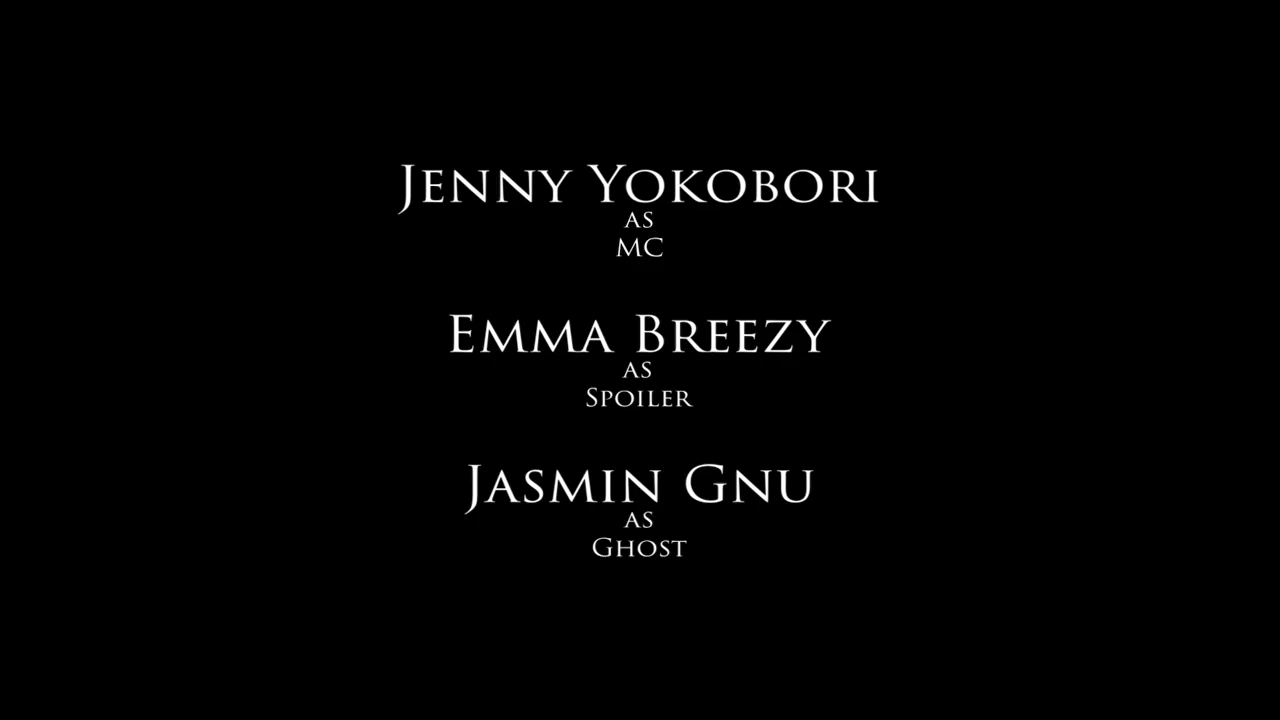 Jenny Yokobori
as
MC
Emma Breezy
as
Spoiler
Jasmin Gnu
as
Ghost